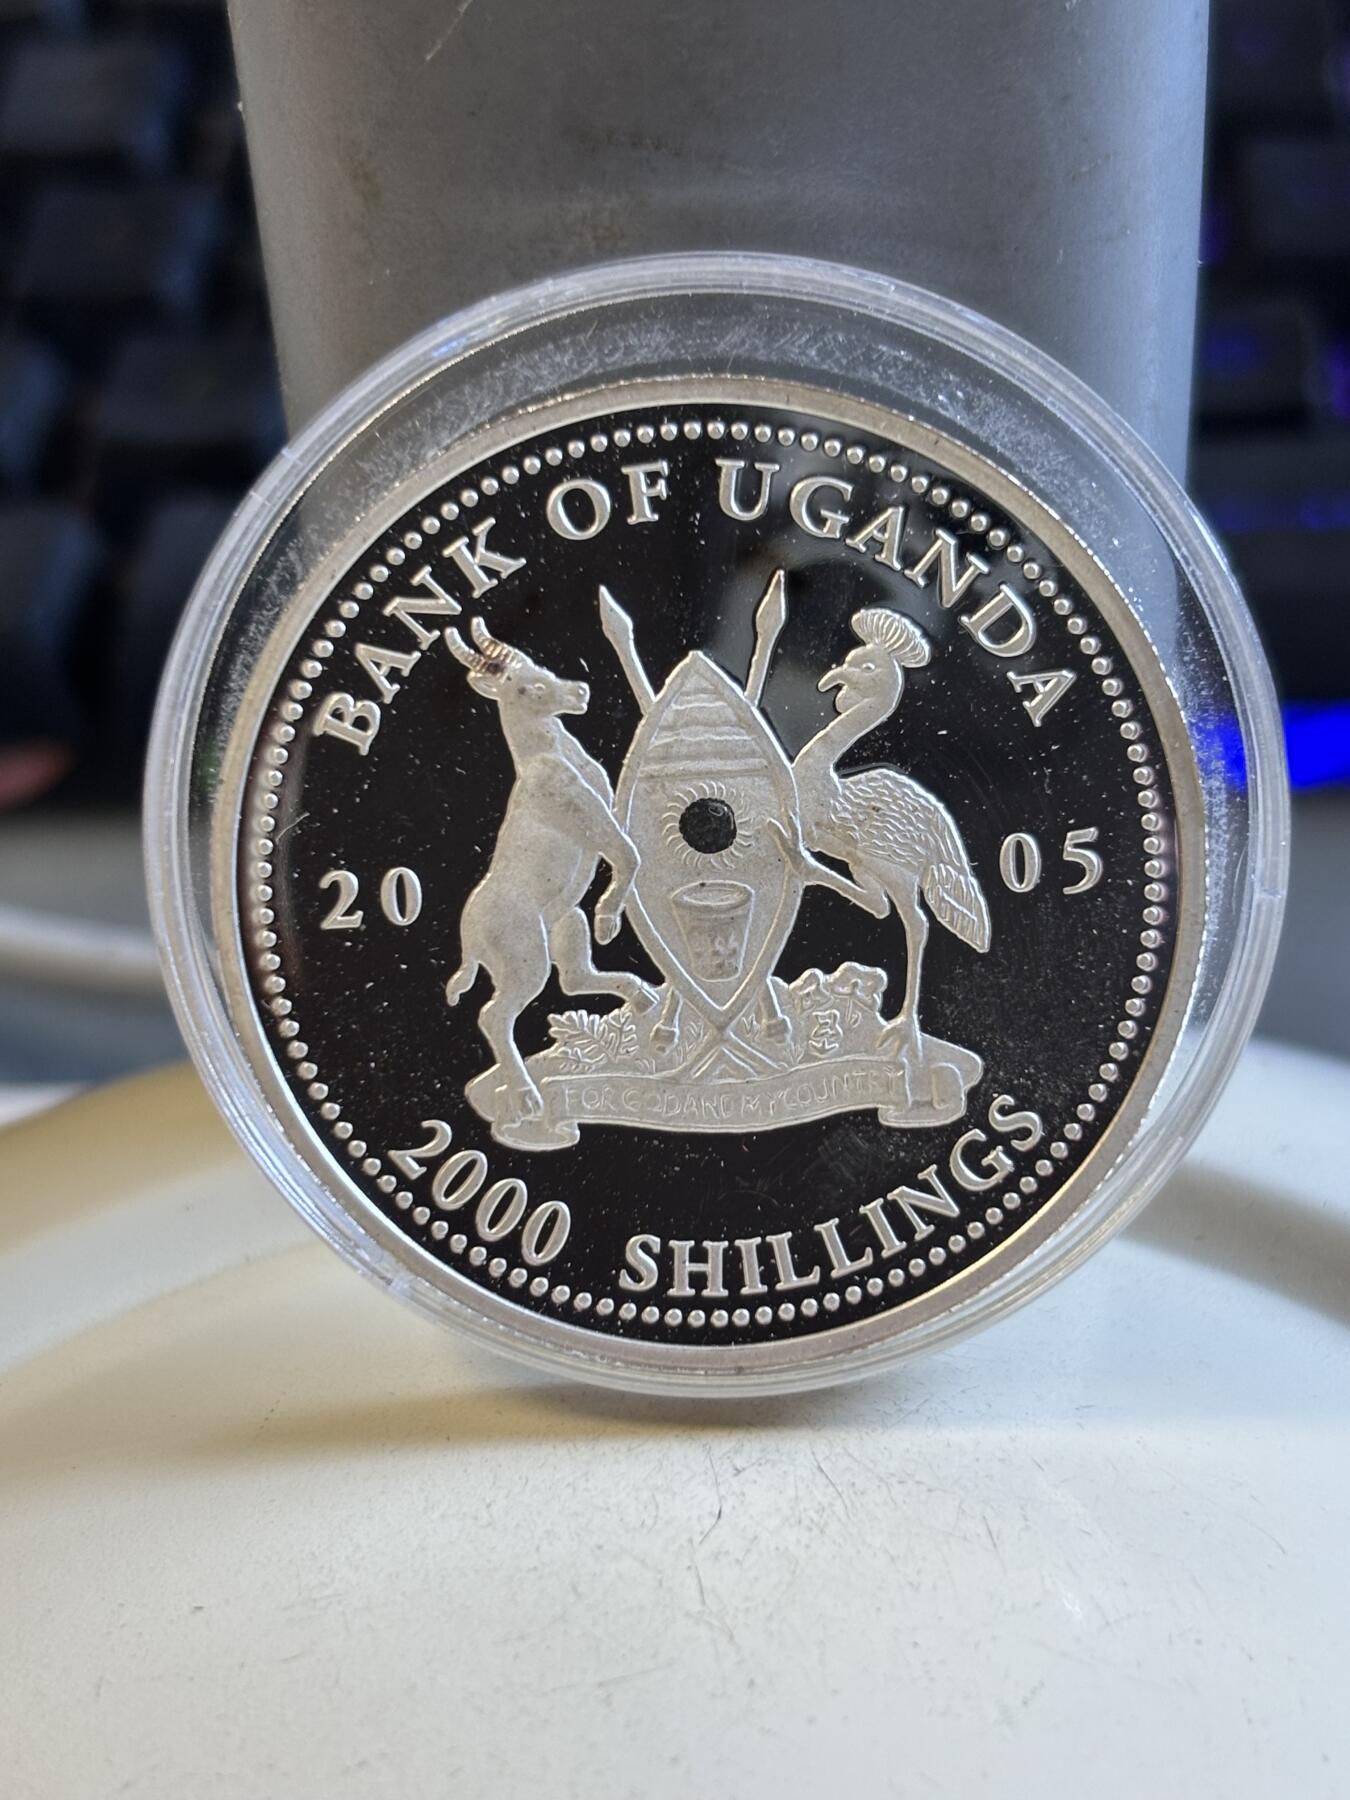 BANK OF UGANDA
20 05
FOR GOD AND MY COUNTRY
2000 SHILLINGS